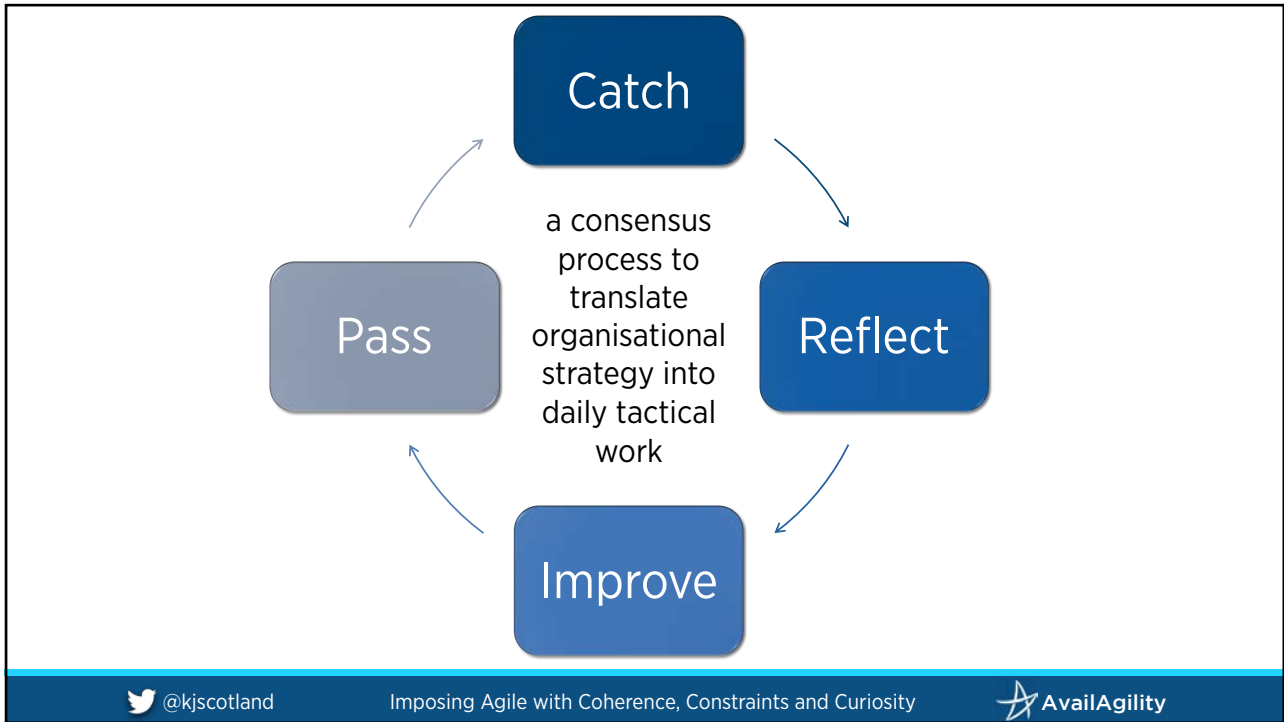 Catch
a consensus
process to
translate
organisational
strategy into
daily tactical
work
Pass
Reflect
Improve
@kjscotland
Imposing Agile with Coherence, Constraints and Curiosity
AvailAgility